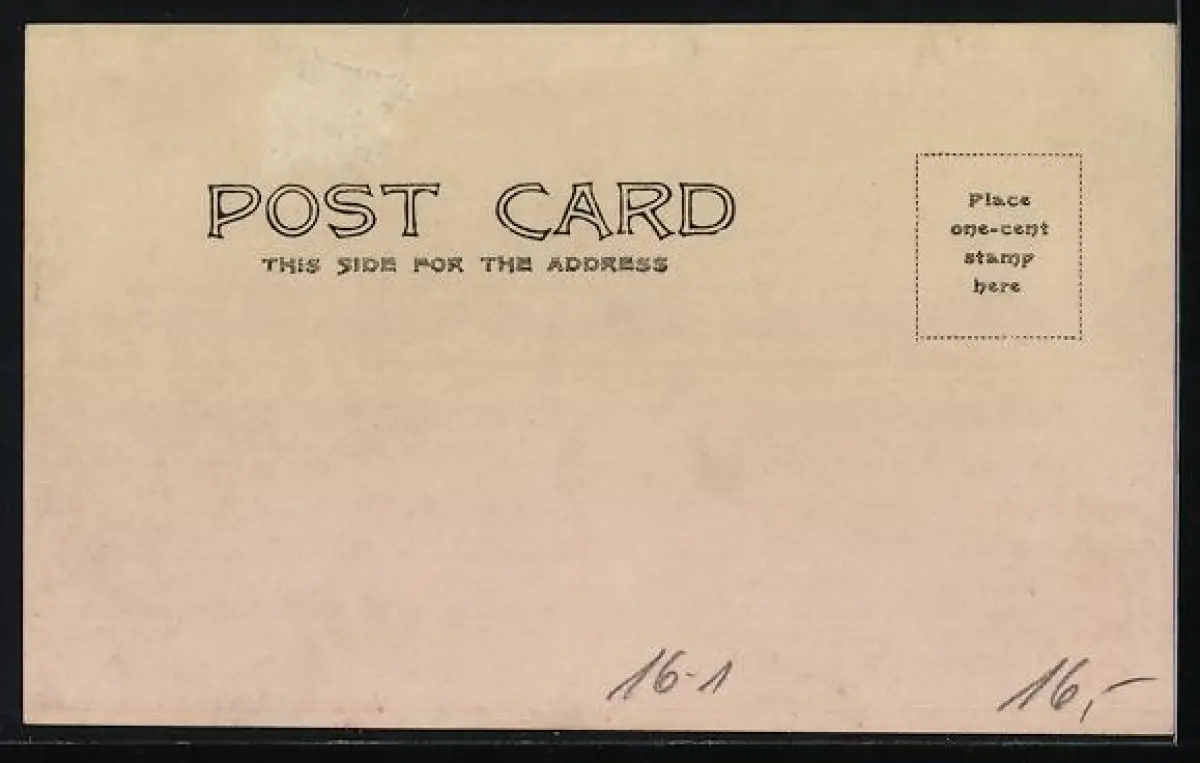 POST CARD
THIS SIDE FOR THE ADDRESS
Place
one-cent
stamp
here
16-1
16,-